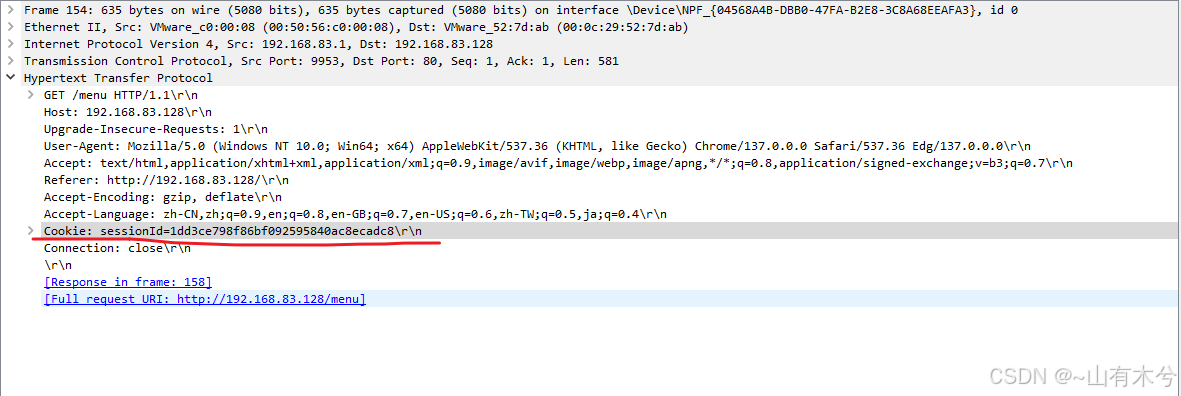 Frame 154: 635 bytes on wire (5080 bits), 635 bytes captured (5080 bits) on interface \Device\NPF_{04568A4B-DBB0-47FA-B2E8-3C8A68EEAFA3}, id 0
Ethernet II, Src: VMware_c0:00:08 (00:50:56:c0:00:08), Dst: VMware_52:7d:ab (00:0c:29:52:7d:ab)
Internet Protocol Version 4, Src: 192.168.83.1, Dst: 192.168.83.128
Transmission Control Protocol, Src Port: 9953, Dst Port: 80, Seq: 1, Ack: 1, Len: 581
Hypertext Transfer Protocol
GET /menu HTTP/1.1\r\n
Host: 192.168.83.128\r\n
Upgrade-Insecure-Requests: 1\r\n
User-Agent: Mozilla/5.0 (Windows NT 10.0; Win64; x64) AppleWebKit/537.36 (KHTML, like Gecko) Chrome/137.0.0.0 Safari/537.36 Edg/137.0.0.0\r\n
Accept: text/html,application/xhtml+xml,application/xml;q=0.9,image/avif,image/webp,image/apng,*/*;q=0.8,application/signed-exchange;v=b3;q=0.7\r\n
Referer: http://192.168.83.128/\r\n
Accept-Encoding: gzip, deflate\r\n
Accept-Language: zh-CN,zh;q=0.9,en;q=0.8,en-GB;q=0.7,en-US;q=0.6,zh-TW;q=0.5,ja;q=0.4\r\n
Cookie: sessionId=1dd3ce798f86bf092595840ac8ecadc8\r\n
Connection: close\r\n
\r\n
[Response in frame: 158]
[Full request URI: http://192.168.83.128/menu]
CSDN @~山有木兮